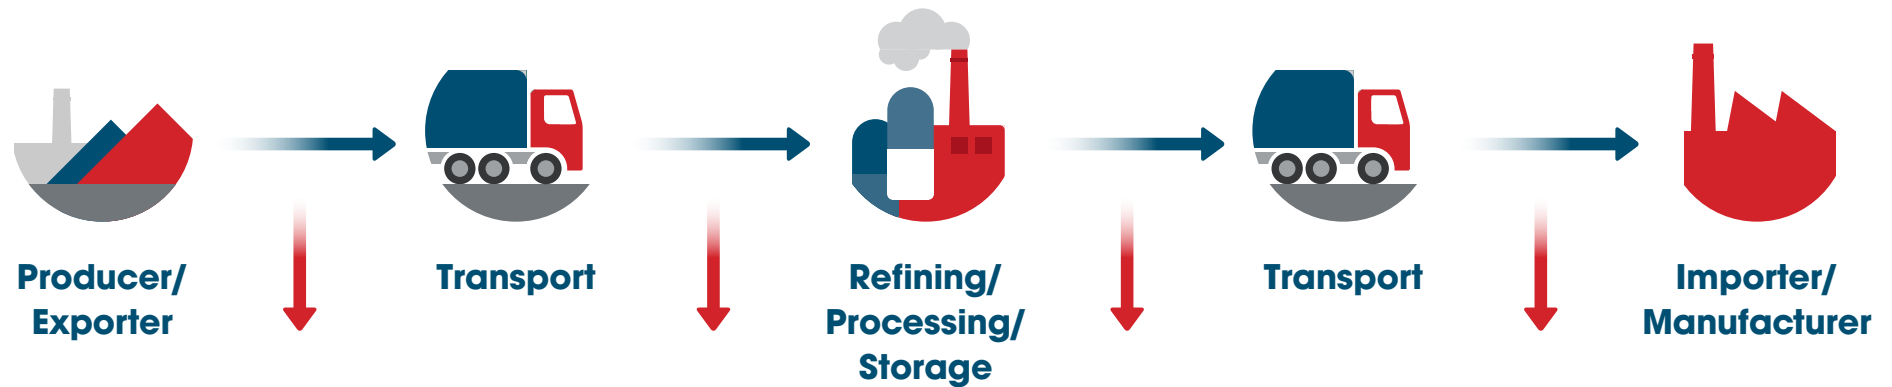 Producer/
Exporter
Transport
Refining/
Processing/
Storage
Transport
Importer/
Manufacturer